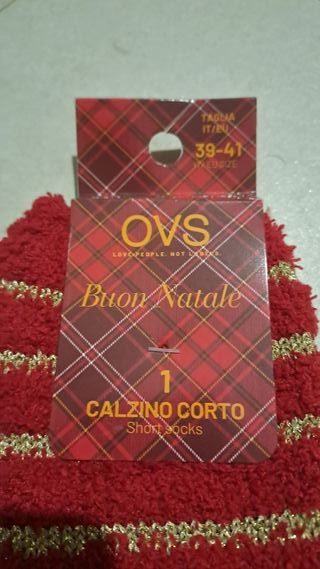 TAGLIA
IT/EU
39-41
OVS
LOVE PEOPLE. NOT LABELS.
Buon Natale
1
CALZINO CORTO
Short socks